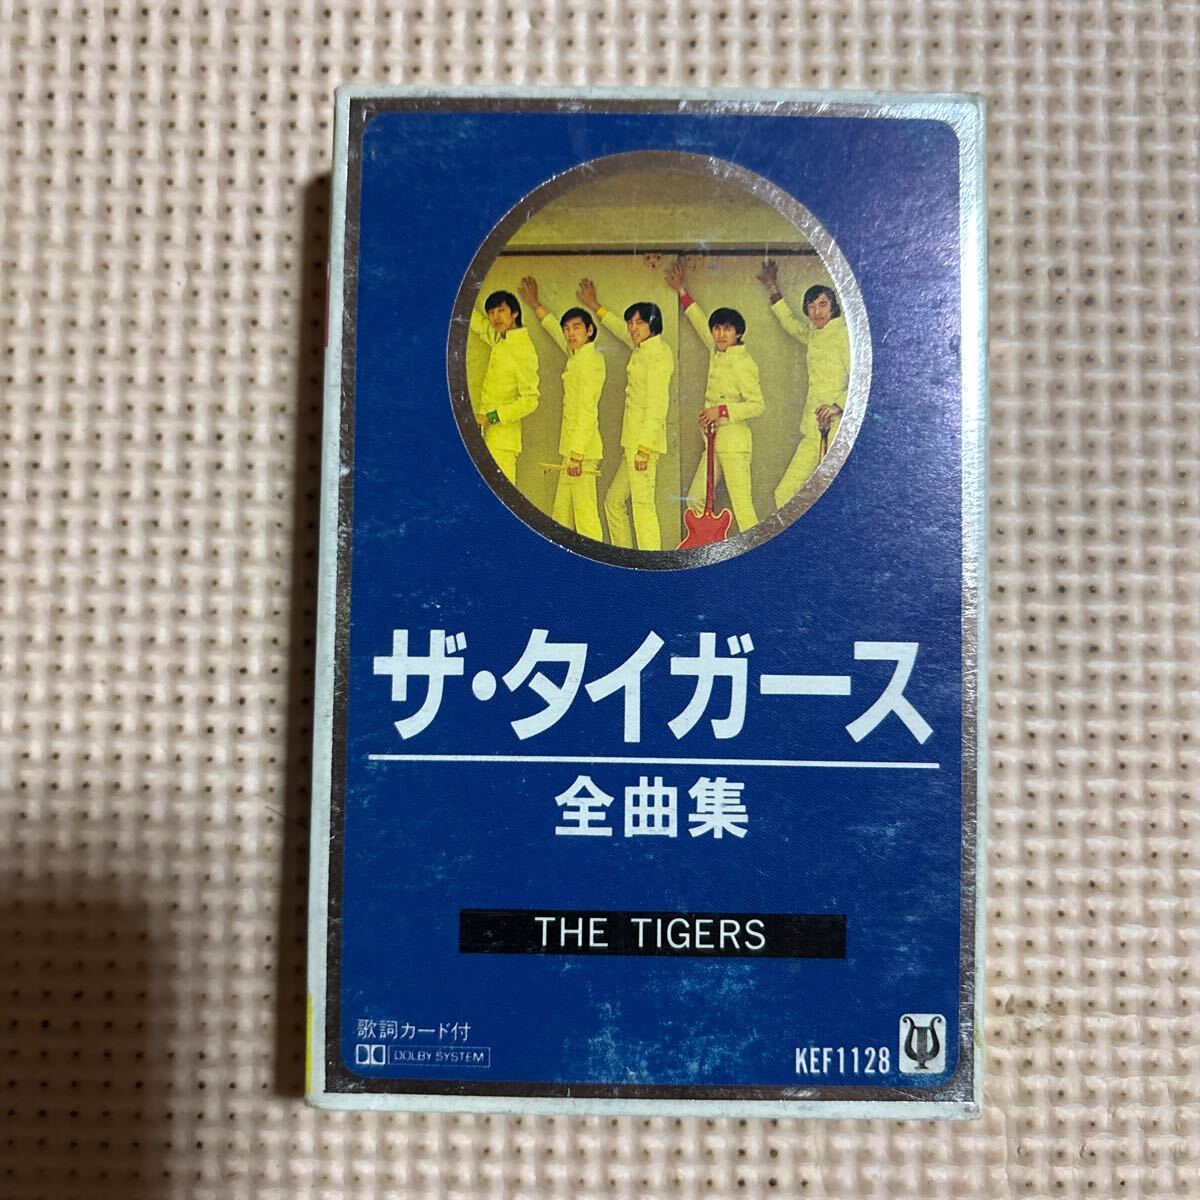 ザ・タイガース
全曲集
THE TIGERS
歌詞カード付
DOLBY SYSTEM
KEF1128